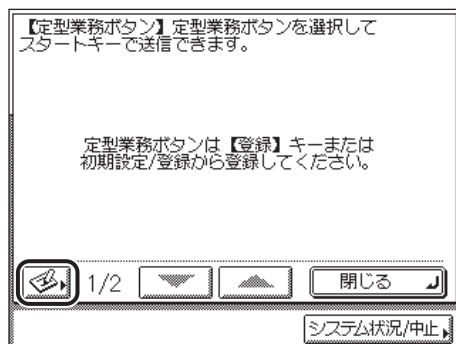 【定型業務ボタン】定型業務ボタンを選択して
スタートキーで送信できます。
定型業務ボタンは【登録】キーまたは
初期設定/登録から登録してください。
1/2
閉じる
システム状況/中止